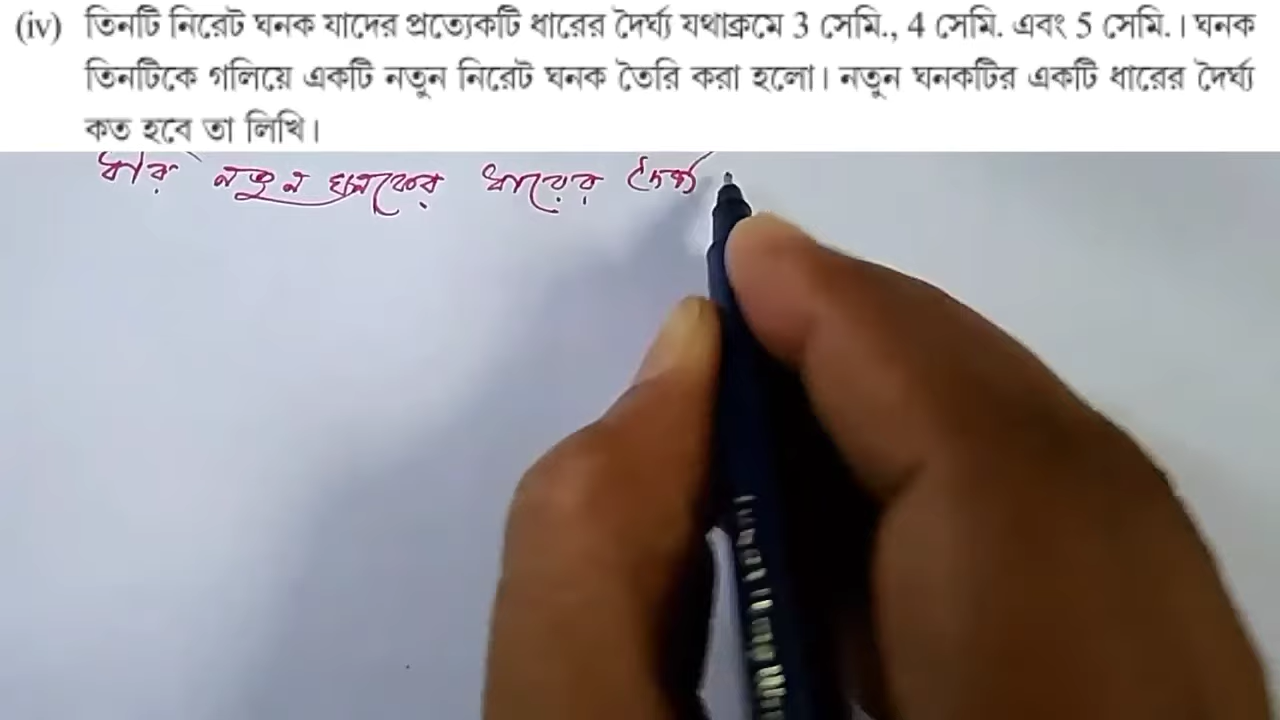 (iv) তিনটি নিরেট ঘনক যাদের প্রত্যেকটি ধারের দৈর্ঘ্য যথাক্রমে 3 সেমি., 4 সেমি. এবং 5 সেমি.। ঘনক
তিনটিকে গলিয়ে একটি নতুন নিরেট ঘনক তৈরি করা হলো। নতুন ঘনকটির একটি ধারের দৈর্ঘ্য
কত হবে তা লিখি।
ধরি নতুন ঘনকের ধারের দৈর্ঘ্য